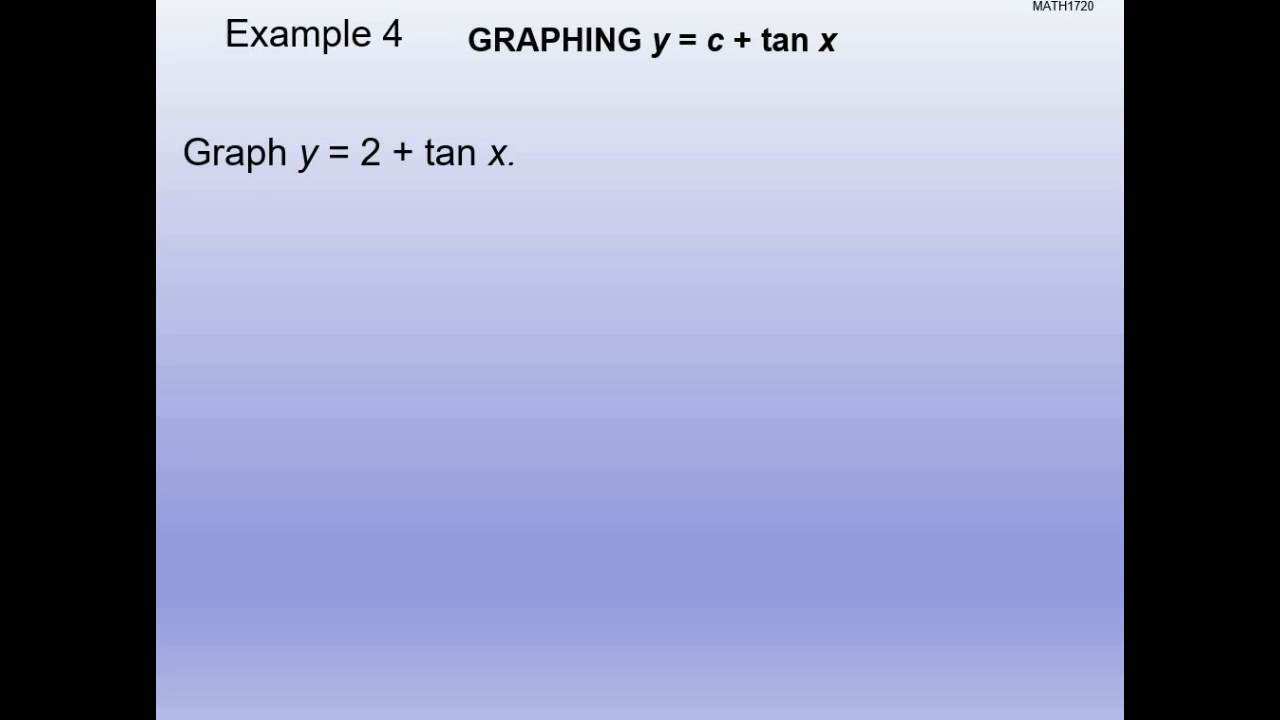 MATH1720
Example 4 GRAPHING y = c + tan x
Graph y = 2 + tan x.